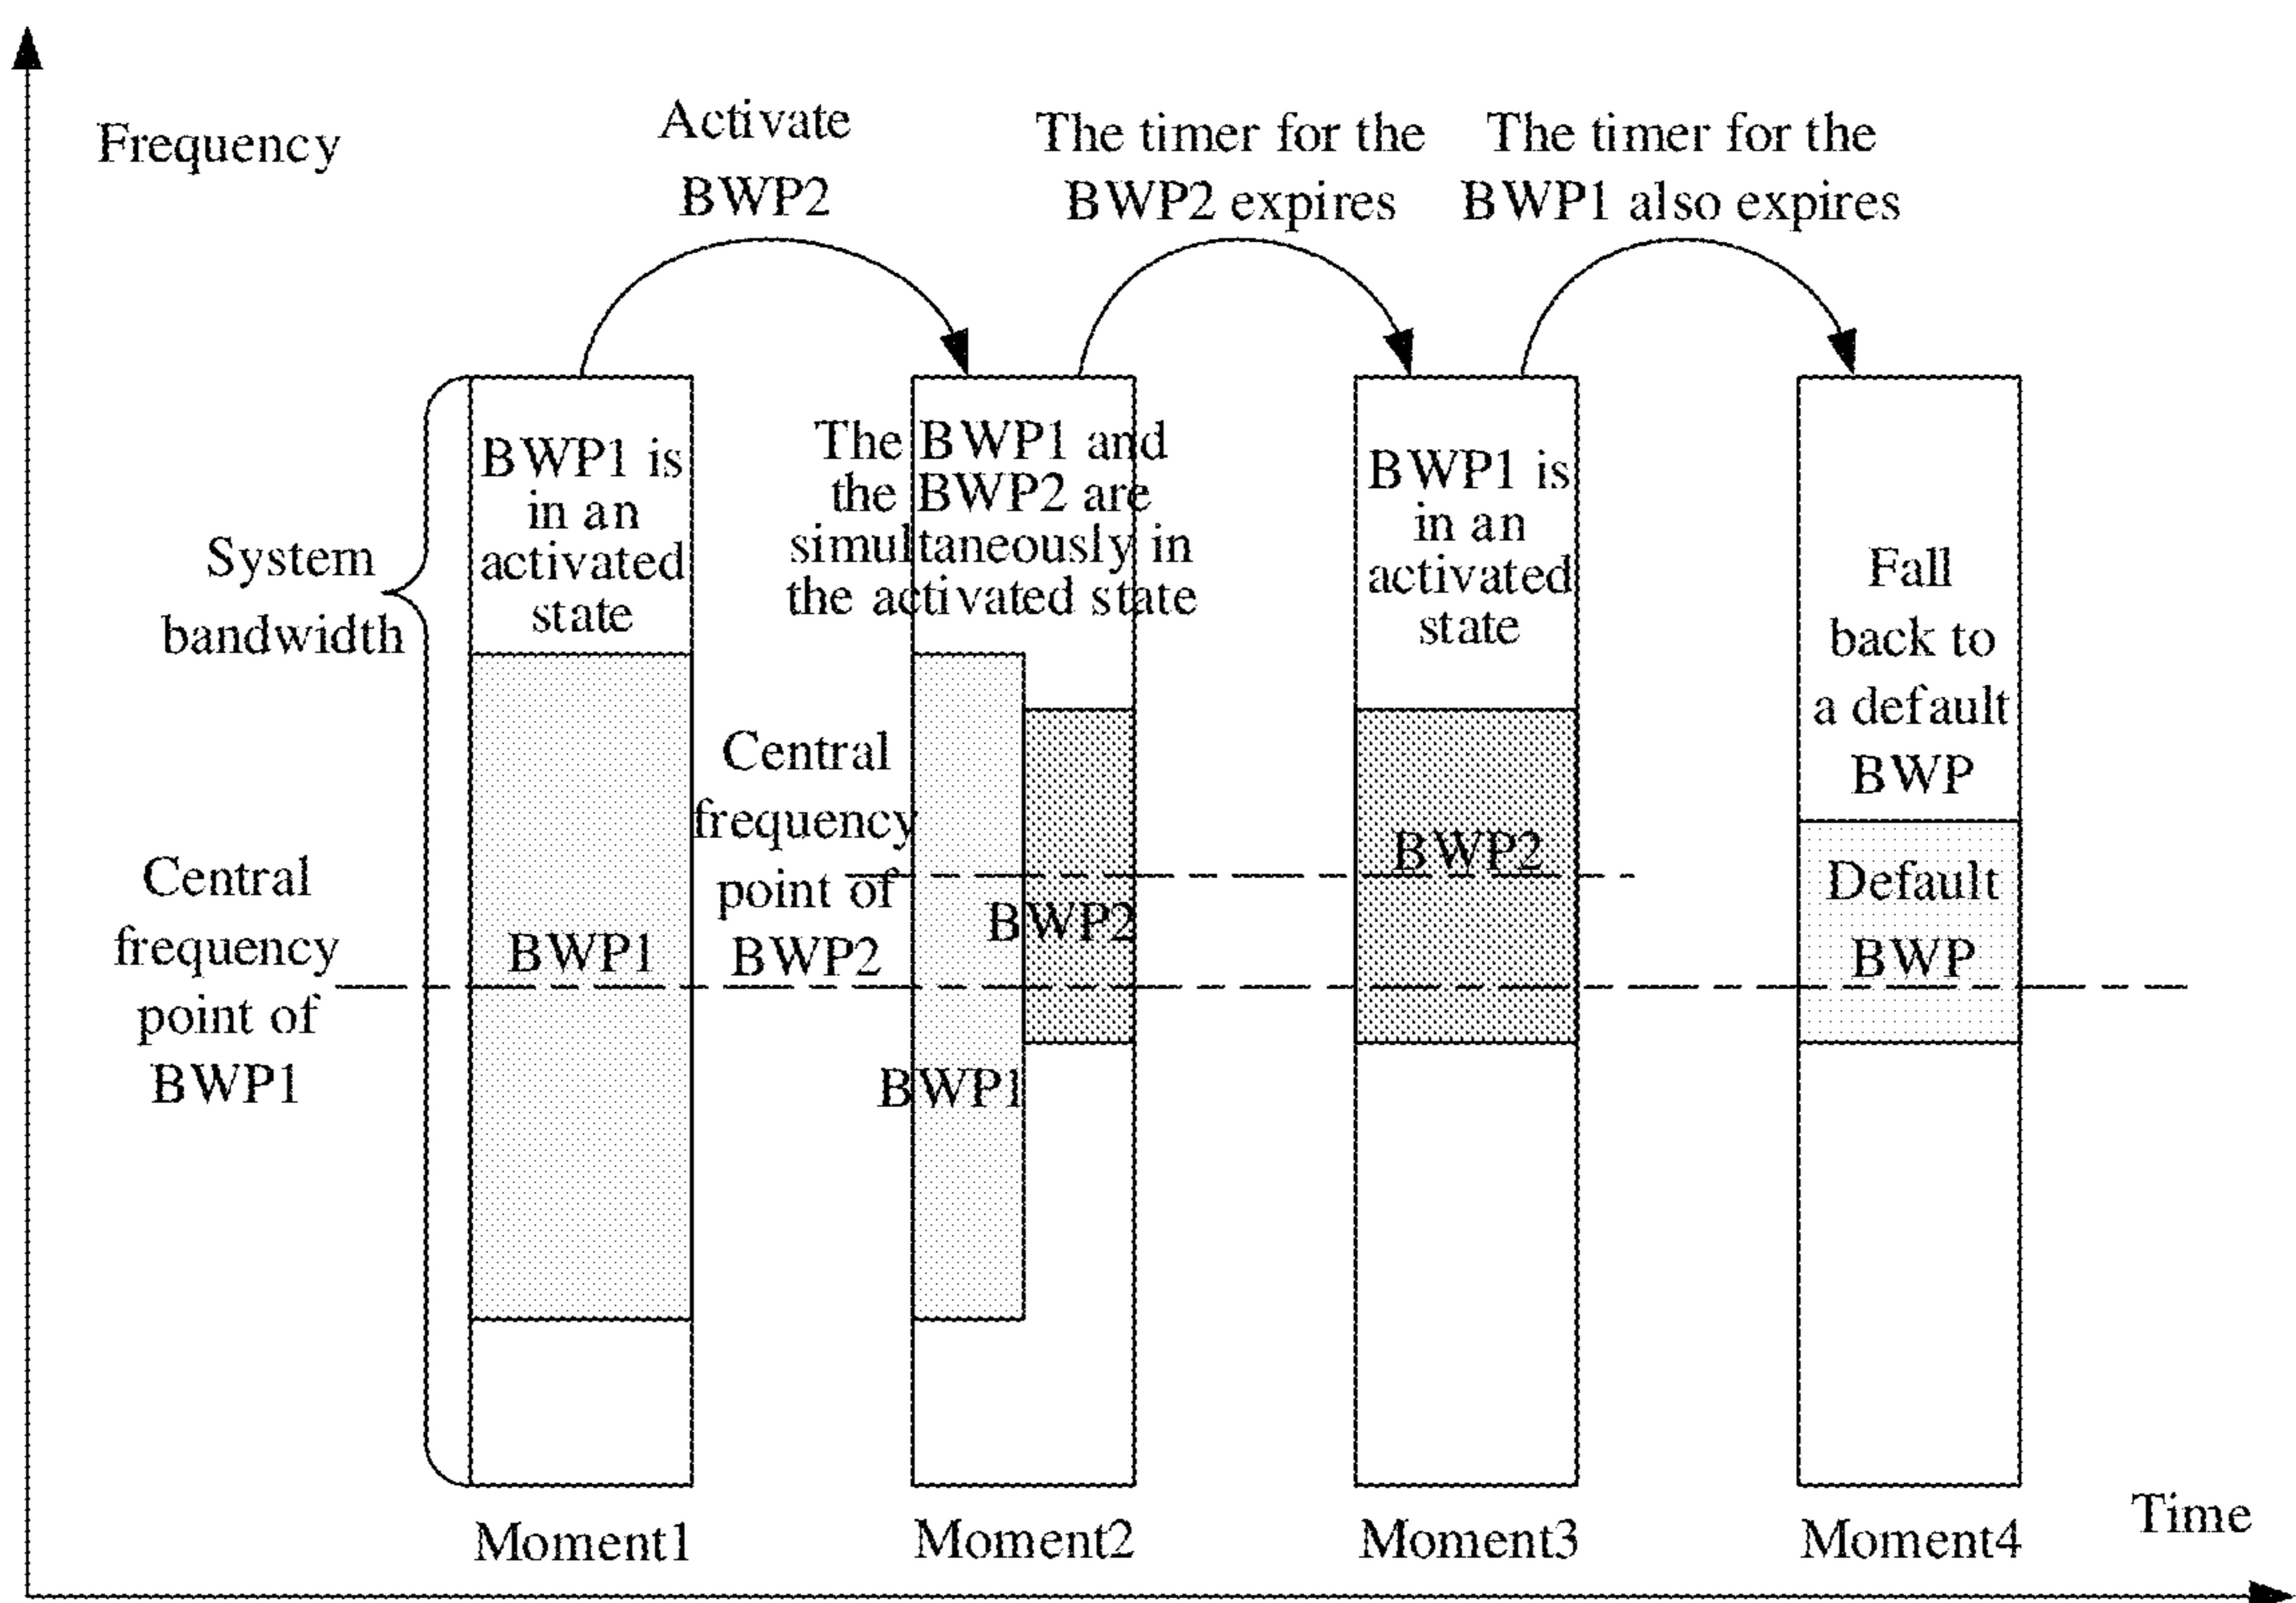 Frequency
Activate
BWP2
The timer for the
BWP2 expires
The timer for the
BWP1 also expires
System
bandwidth
BWP1 is
in an
activated
state
The BWP1 and
the BWP2 are
simultaneously in
the activated state
BWP1 is
in an
activated
state
Fall
back to
a default
BWP
Central
frequency
point of
BWP1
BWP1
Central
frequency
point of
BWP2
BWP2
BWP1
BWP2
Default
BWP
Moment1
Moment2
Moment3
Moment4
Time